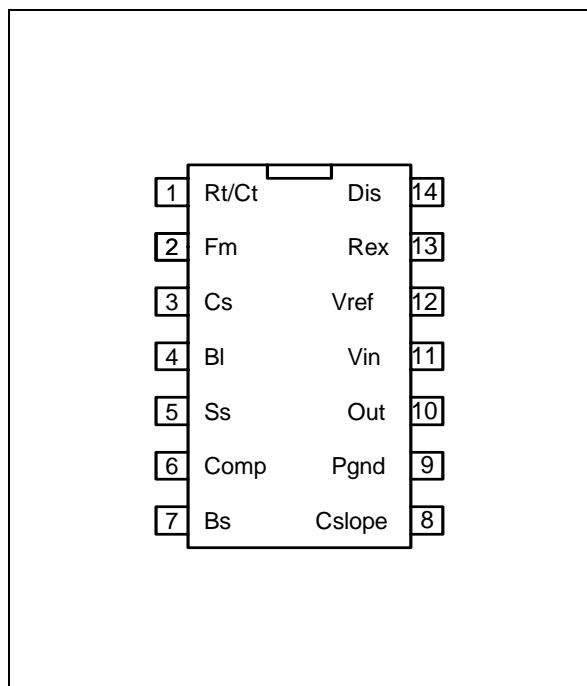 1 Rt/Ct Dis 14
2 Fm Rex 13
3 Cs Vref 12
4 Bl Vin 11
5 Ss Out 10
6 Comp Pgnd 9
7 Bs Cslope 8